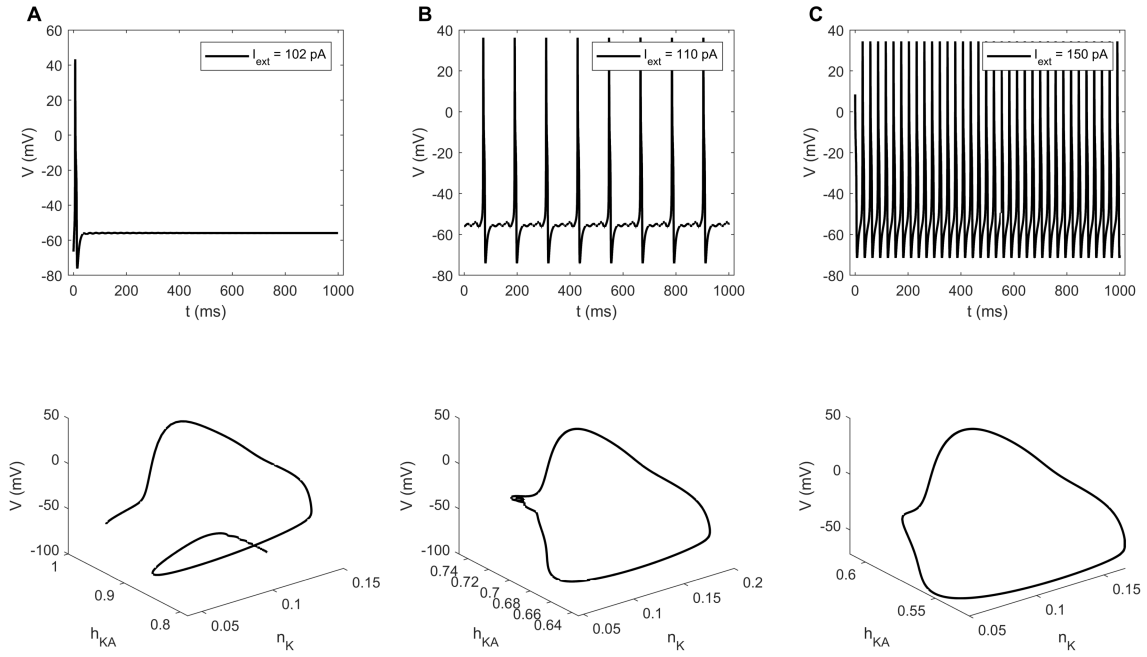 A
60
40
20
0
-20
-40
-60
-80
V (mV)
I_ext = 102 pA
0 200 400 600 800 1000
t (ms)
B
40
20
0
-20
-40
-60
-80
V (mV)
I_ext = 110 pA
0 200 400 600 800 1000
t (ms)
C
40
20
0
-20
-40
-60
-80
V (mV)
I_ext = 150 pA
0 200 400 600 800 1000
t (ms)
50
0
-50
-100
V (mV)
1
0.9
0.8
h_KA
0.05
0.1
0.15
n_K
50
0
-50
-100
V (mV)
0.74
0.72
0.7
0.68
0.66
0.64
h_KA
0.05
0.1
0.15
0.2
n_K
50
0
-50
V (mV)
0.6
0.55
h_KA
0.05
0.1
0.15
n_K